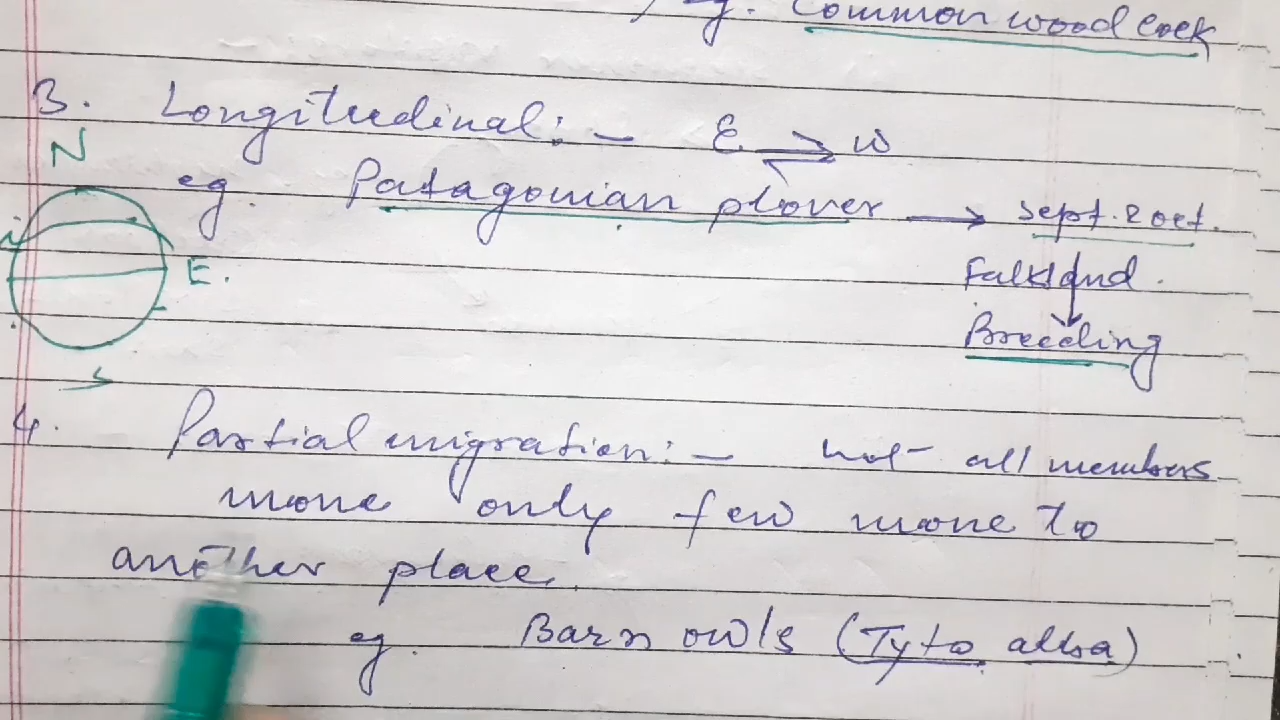 eg. Common wood cock
3. Longitudinal:- E ⇌ W
N
eg. Patagonian plover → Sept. & Oct.
E.
Falkland.
Breeding
4. Partial migration:- not all members
move only few move to
another place.
eg. Barn owls (Tyto alba)